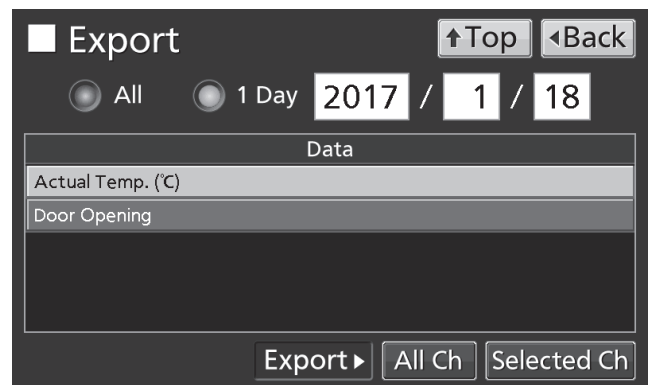 Export ↑Top ◂Back
All 1 Day 2017 / 1 / 18
Data
Actual Temp. (℃)
Door Opening
Export▸ All Ch Selected Ch